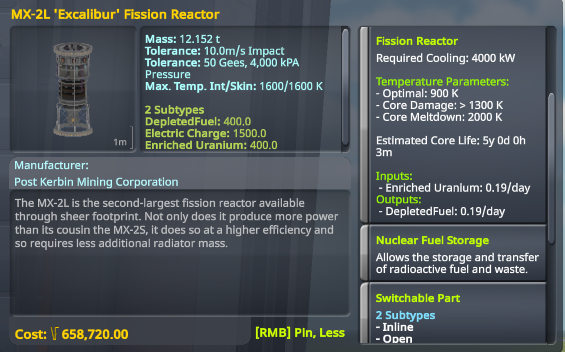 MX-2L 'Excalibur' Fission Reactor
1m
Mass: 12.152 t
Tolerance: 10.0m/s Impact
Tolerance: 50 Gees, 4,000 kPA
Pressure
Max. Temp. Int/Skin: 1600/1600 K
2 Subtypes
DepletedFuel: 400.0
Electric Charge: 1500.0
Enriched Uranium: 400.0
Manufacturer:
Post Kerbin Mining Corporation
The MX-2L is the second-largest fission reactor available
through sheer footprint. Not only does it produce more power
than its cousin the MX-2S, it does so at a higher efficiency and
so requires less additional radiator mass.
Cost: 658,720.00
[RMB] Pin, Less
Fission Reactor
Required Cooling: 4000 kW
Temperature Parameters:
- Optimal: 900 K
- Core Damage: > 1300 K
- Core Meltdown: 2000 K
Estimated Core Life: 5y 0d 0h
3m
Inputs:
- Enriched Uranium: 0.19/day
Outputs:
- DepletedFuel: 0.19/day
Nuclear Fuel Storage
Allows the storage and transfer
of radioactive fuel and waste.
Switchable Part
2 Subtypes
- Inline
- Open